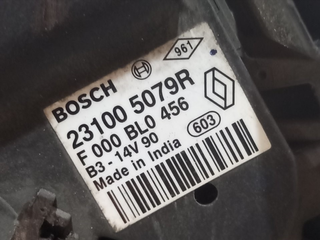 BOSCH
961
23100 5079R
F 000 BL0 456
B3 - 14V 90
603
Made in India